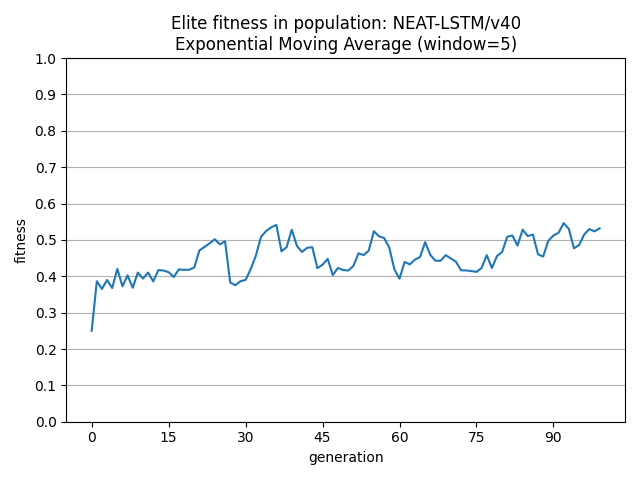 Elite fitness in population: NEAT-LSTM/v40
Exponential Moving Average (window=5)
1.0
0.9
0.8
0.7
0.6
0.5
0.4
0.3
0.2
0.1
0.0
fitness
0 15 30 45 60 75 90
generation